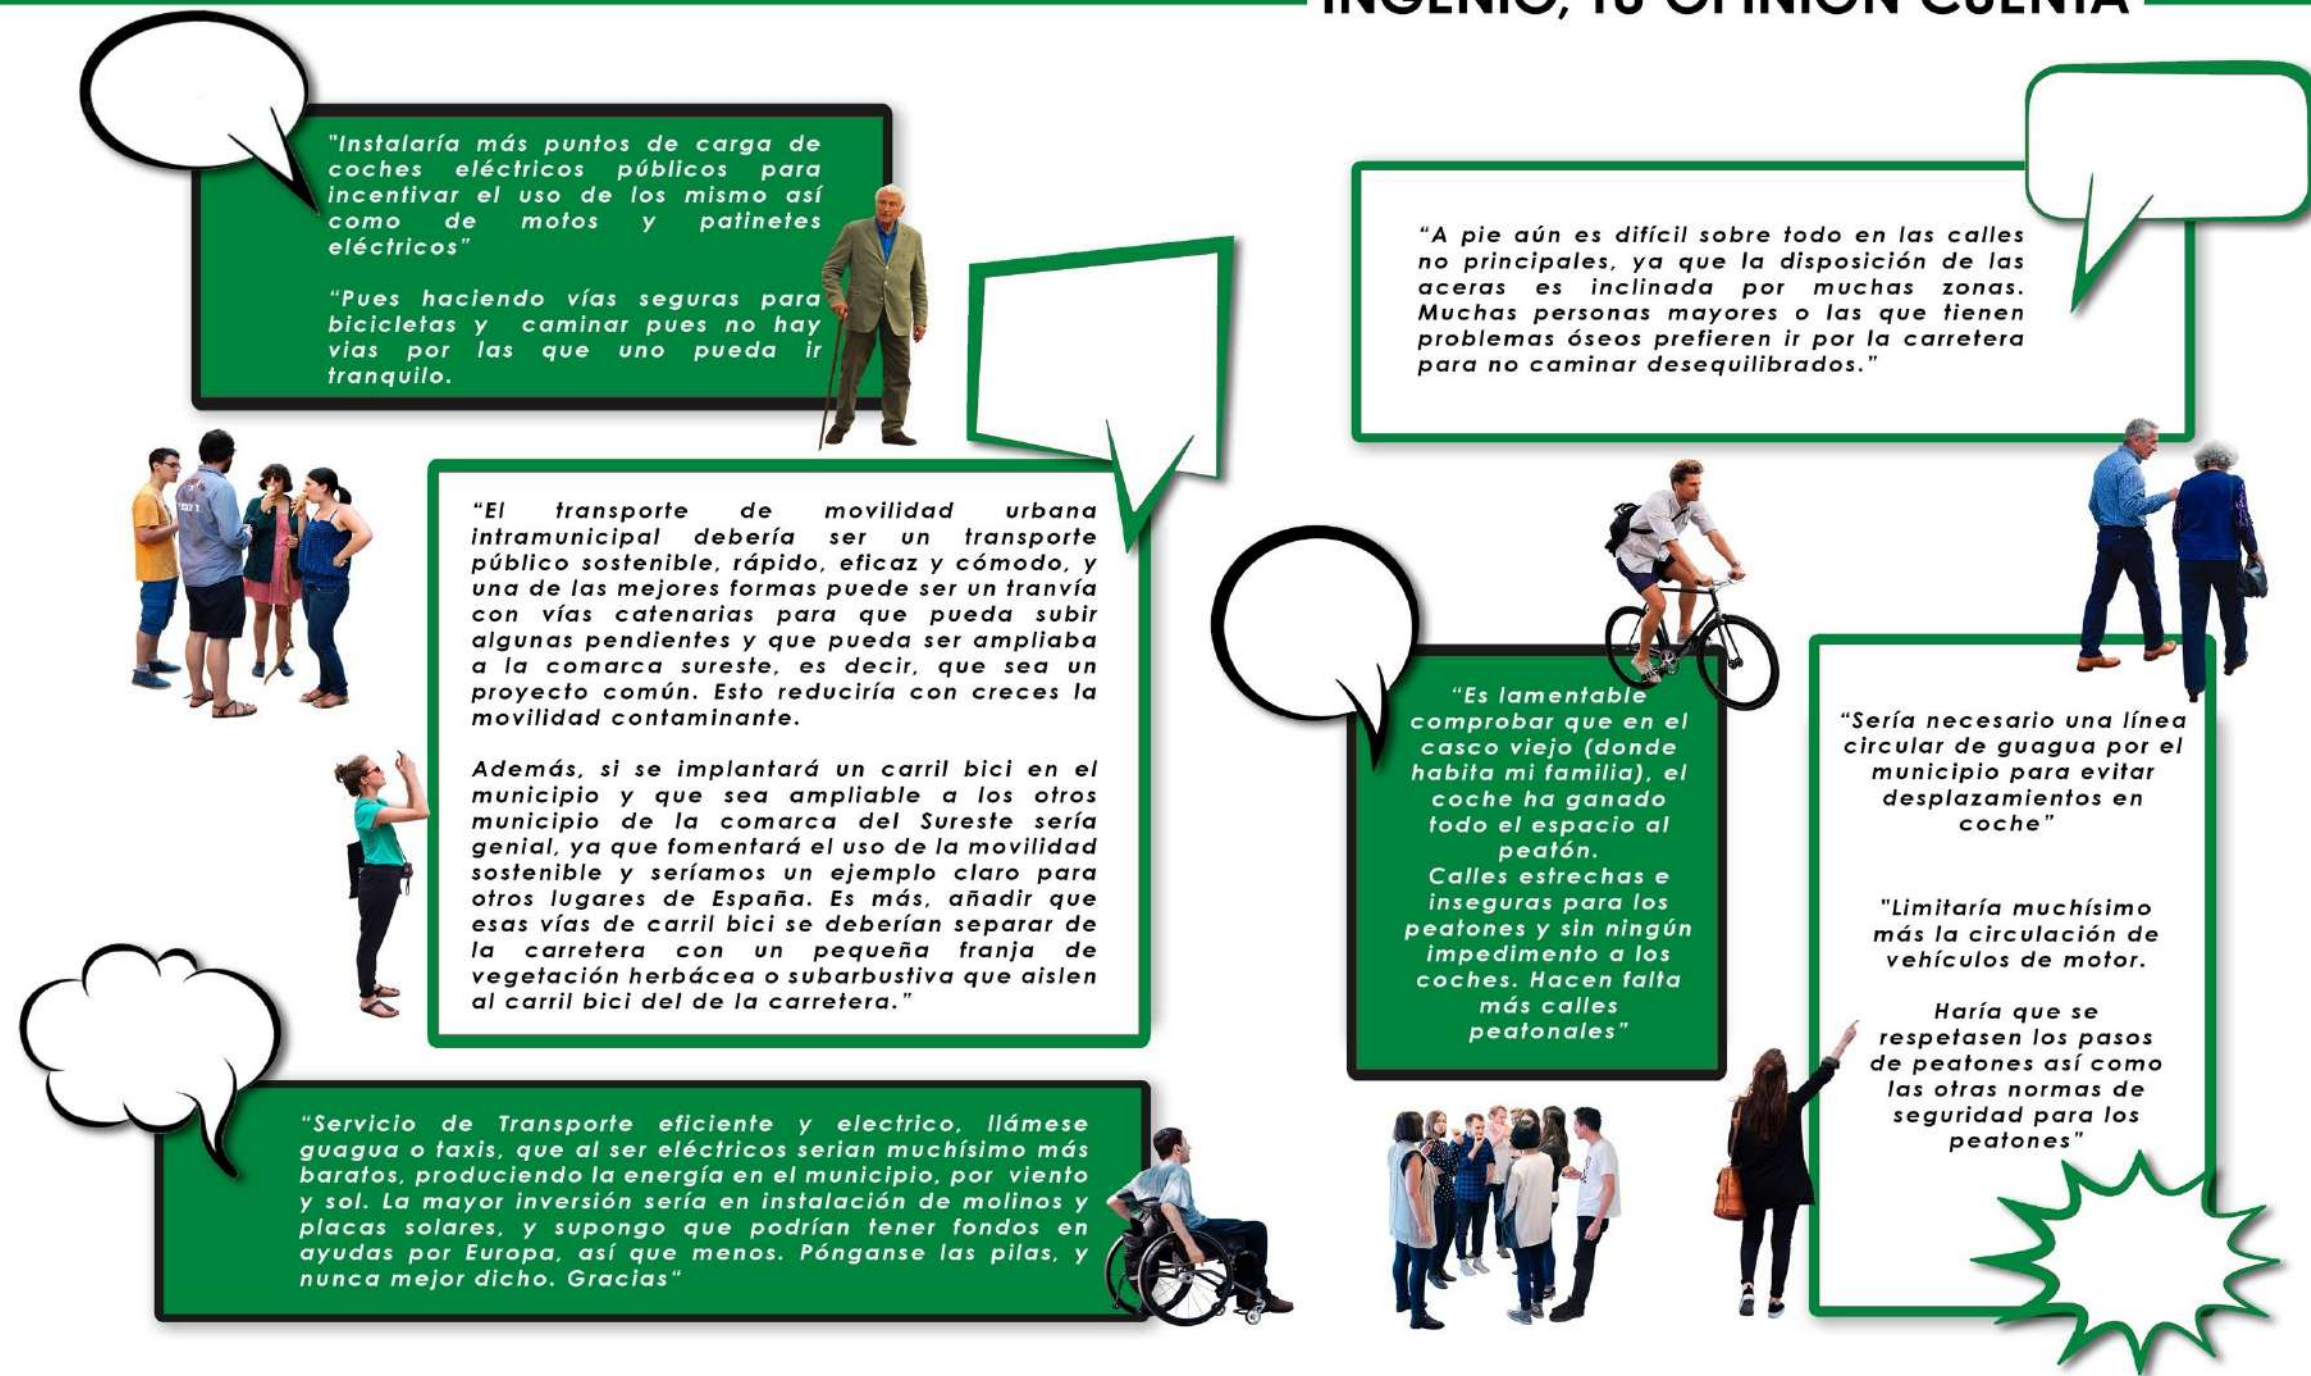 INGENIO, TU OPINIÓN CUENTA
"Instalaría más puntos de carga de
coches eléctricos públicos para
incentivar el uso de los mismo así
como de motos y patinetes
eléctricos"
"Pues haciendo vías seguras para
bicicletas y caminar pues no hay
vias por las que uno pueda ir
tranquilo.
"El transporte de movilidad urbana
intramunicipal debería ser un transporte
público sostenible, rápido, eficaz y cómodo, y
una de las mejores formas puede ser un tranvía
con vías catenarias para que pueda subir
algunas pendientes y que pueda ser ampliaba
a la comarca sureste, es decir, que sea un
proyecto común. Esto reduciría con creces la
movilidad contaminante.
Además, si se implantará un carril bici en el
municipio y que sea ampliable a los otros
municipio de la comarca del Sureste sería
genial, ya que fomentará el uso de la movilidad
sostenible y seríamos un ejemplo claro para
otros lugares de España. Es más, añadir que
esas vías de carril bici se deberían separar de
la carretera con un pequeña franja de
vegetación herbácea o subarbustiva que aislen
al carril bici del de la carretera."
"Servicio de Transporte eficiente y electrico, llámese
guagua o taxis, que al ser eléctricos serian muchísimo más
baratos, produciendo la energía en el municipio, por viento
y sol. La mayor inversión sería en instalación de molinos y
placas solares, y supongo que podrían tener fondos en
ayudas por Europa, así que menos. Pónganse las pilas, y
nunca mejor dicho. Gracias"
"A pie aún es difícil sobre todo en las calles
no principales, ya que la disposición de las
aceras es inclinada por muchas zonas.
Muchas personas mayores o las que tienen
problemas óseos prefieren ir por la carretera
para no caminar desequilibrados."
"Es lamentable
comprobar que en el
casco viejo (donde
habita mi familia), el
coche ha ganado
todo el espacio al
peatón.
Calles estrechas e
inseguras para los
peatones y sin ningún
impedimento a los
coches. Hacen falta
más calles
peatonales"
"Sería necesario una línea
circular de guagua por el
municipio para evitar
desplazamientos en
coche"
"Limitaría muchísimo
más la circulación de
vehículos de motor.
Haría que se
respetasen los pasos
de peatones así como
las otras normas de
seguridad para los
peatones"